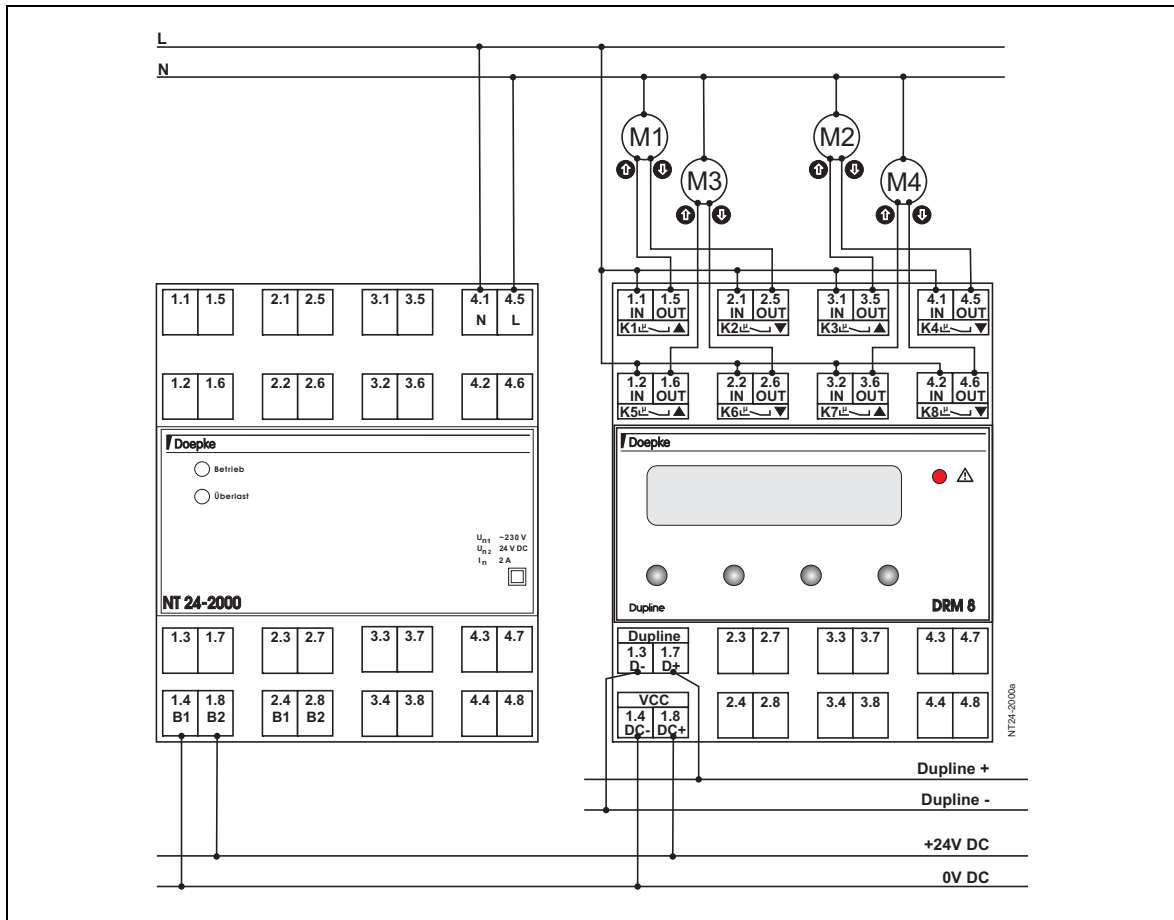 L
N
M1
M2
M3
M4
1.1 1.5 2.1 2.5 3.1 3.5 4.1 4.5
N L
1.2 1.6 2.2 2.6 3.2 3.6 4.2 4.6
Doepke
Betrieb
Überlast
Un1 ~230 V
Un2 24 V DC
In 2 A
NT 24-2000
1.3 1.7 2.3 2.7 3.3 3.7 4.3 4.7
1.4 1.8 2.4 2.8 3.4 3.8 4.4 4.8
B1 B2 B1 B2
1.1 1.5 2.1 2.5 3.1 3.5 4.1 4.5
IN OUT IN OUT IN OUT IN OUT
K1 µ K2 µ K3 µ K4 µ
1.2 1.6 2.2 2.6 3.2 3.6 4.2 4.6
IN OUT IN OUT IN OUT IN OUT
K5 µ K6 µ K7 µ K8 µ
Doepke
Dupline
DRM 8
Dupline
1.3 1.7 2.3 2.7 3.3 3.7 4.3 4.7
D- D+
VCC
1.4 1.8 2.4 2.8 3.4 3.8 4.4 4.8
DC- DC+
NT24-2000a
Dupline +
Dupline -
+24V DC
0V DC